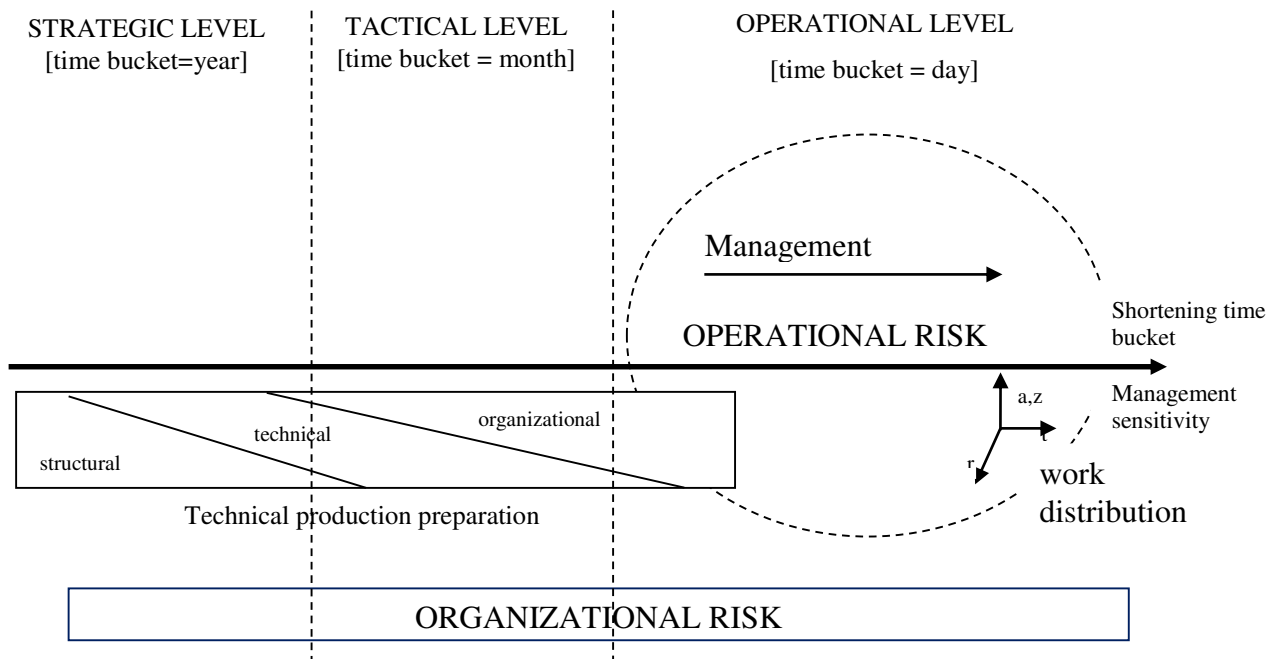 STRATEGIC LEVEL
[time bucket=year]
TACTICAL LEVEL
[time bucket = month]
OPERATIONAL LEVEL
[time bucket = day]
Management
OPERATIONAL RISK
Shortening time
bucket
Management
sensitivity
a,z
t
r
work
distribution
organizational
technical
structural
Technical production preparation
ORGANIZATIONAL RISK